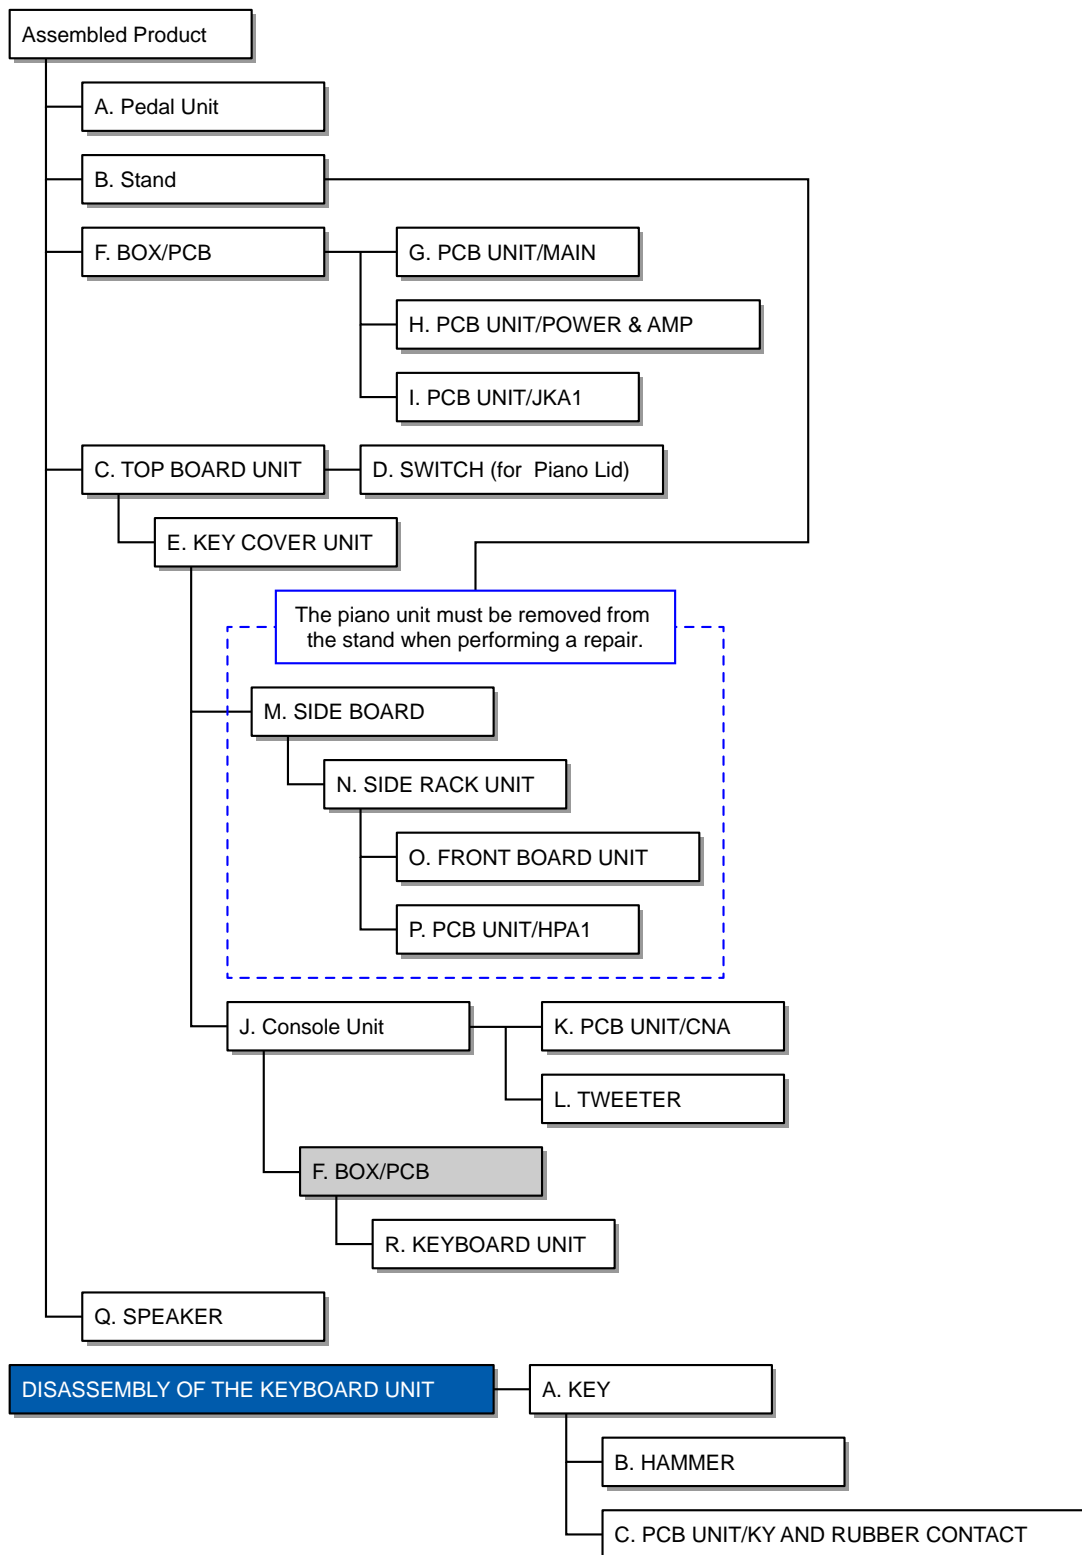 Assembled Product
A. Pedal Unit
B. Stand
F. BOX/PCB
G. PCB UNIT/MAIN
H. PCB UNIT/POWER & AMP
I. PCB UNIT/JKA1
C. TOP BOARD UNIT
D. SWITCH (for Piano Lid)
E. KEY COVER UNIT
The piano unit must be removed from
the stand when performing a repair.
M. SIDE BOARD
N. SIDE RACK UNIT
O. FRONT BOARD UNIT
P. PCB UNIT/HPA1
J. Console Unit
K. PCB UNIT/CNA
L. TWEETER
F. BOX/PCB
R. KEYBOARD UNIT
Q. SPEAKER
DISASSEMBLY OF THE KEYBOARD UNIT
A. KEY
B. HAMMER
C. PCB UNIT/KY AND RUBBER CONTACT